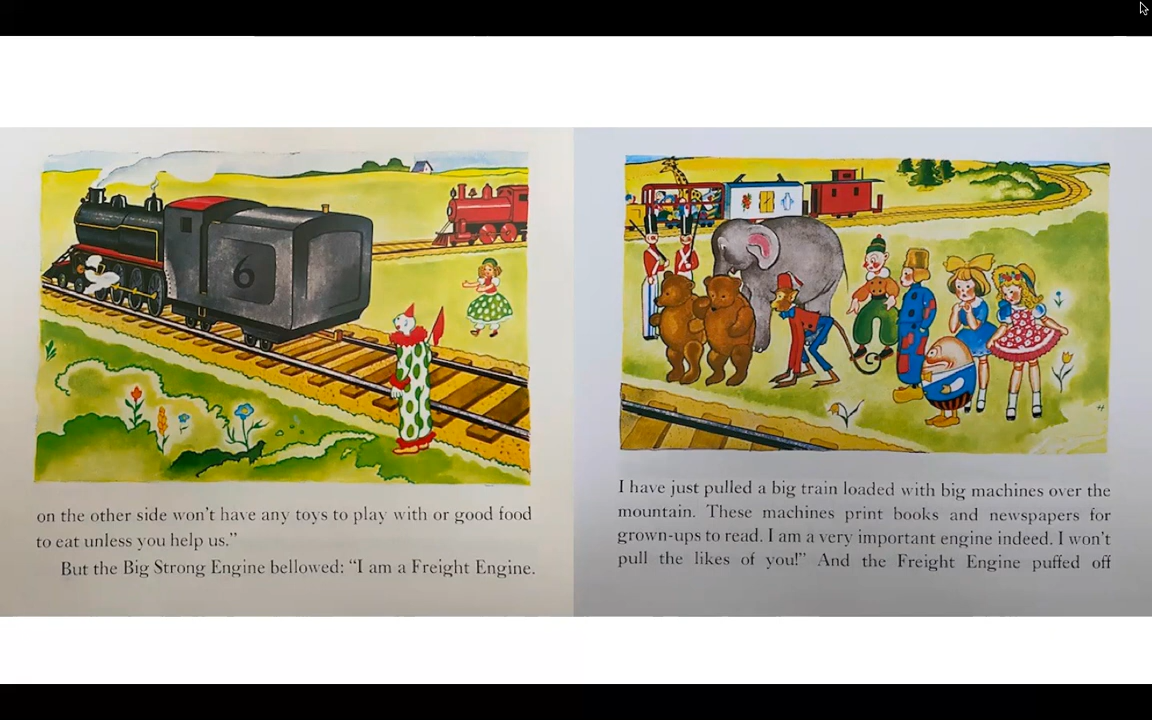 6
on the other side won't have any toys to play with or good food
to eat unless you help us."
But the Big Strong Engine bellowed: "I am a Freight Engine.
I have just pulled a big train loaded with big machines over the
mountain. These machines print books and newspapers for
grown-ups to read. I am a very important engine indeed. I won't
pull the likes of you!" And the Freight Engine puffed off